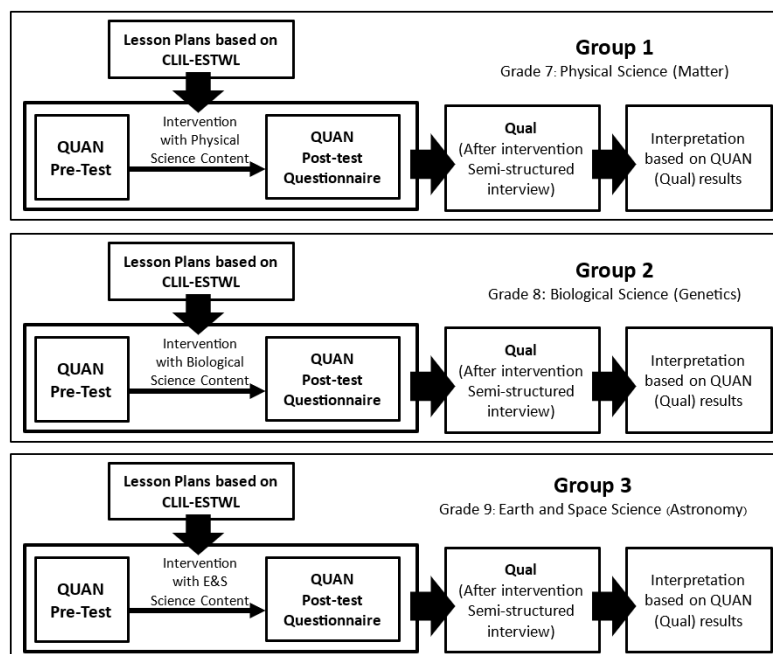 Lesson Plans based on
CLIL-ESTWL
Group 1
Grade 7: Physical Science (Matter)
QUAN
Pre-Test
Intervention
with Physical
Science Content
QUAN
Post-test
Questionnaire
Qual
(After intervention
Semi-structured
interview)
Interpretation
based on QUAN
(Qual) results
Lesson Plans based on
CLIL-ESTWL
Group 2
Grade 8: Biological Science (Genetics)
QUAN
Pre-Test
Intervention
with Biological
Science Content
QUAN
Post-test
Questionnaire
Qual
(After intervention
Semi-structured
interview)
Interpretation
based on QUAN
(Qual) results
Lesson Plans based on
CLIL-ESTWL
Group 3
Grade 9: Earth and Space Science (Astronomy)
QUAN
Pre-Test
Intervention
with E&S
Science Content
QUAN
Post-test
Questionnaire
Qual
(After intervention
Semi-structured
interview)
Interpretation
based on QUAN
(Qual) results